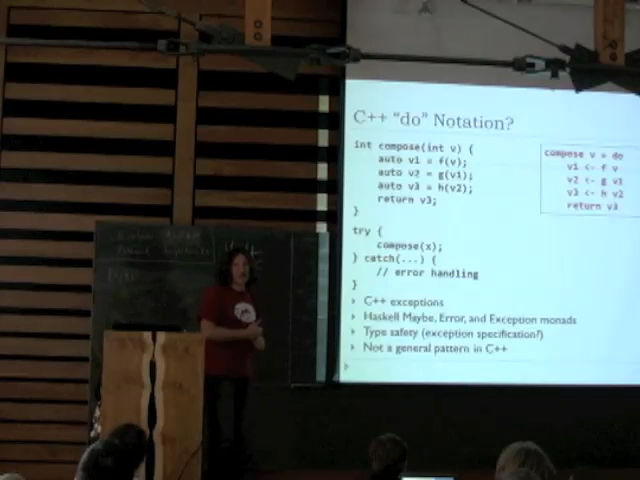 C++ “do” Notation?
int compose(int v) {
auto v1 = f(v);
auto v2 = g(v1);
auto v3 = h(v2);
return v3;
}
try {
compose(x);
} catch(...) {
// error handling
}
compose v = do
v1 <- f v
v2 <- g v1
v3 <- h v2
return v3
C++ exceptions
Haskell Maybe, Error, and Exception monads
Type safety (exception specification?)
Not a general pattern in C++